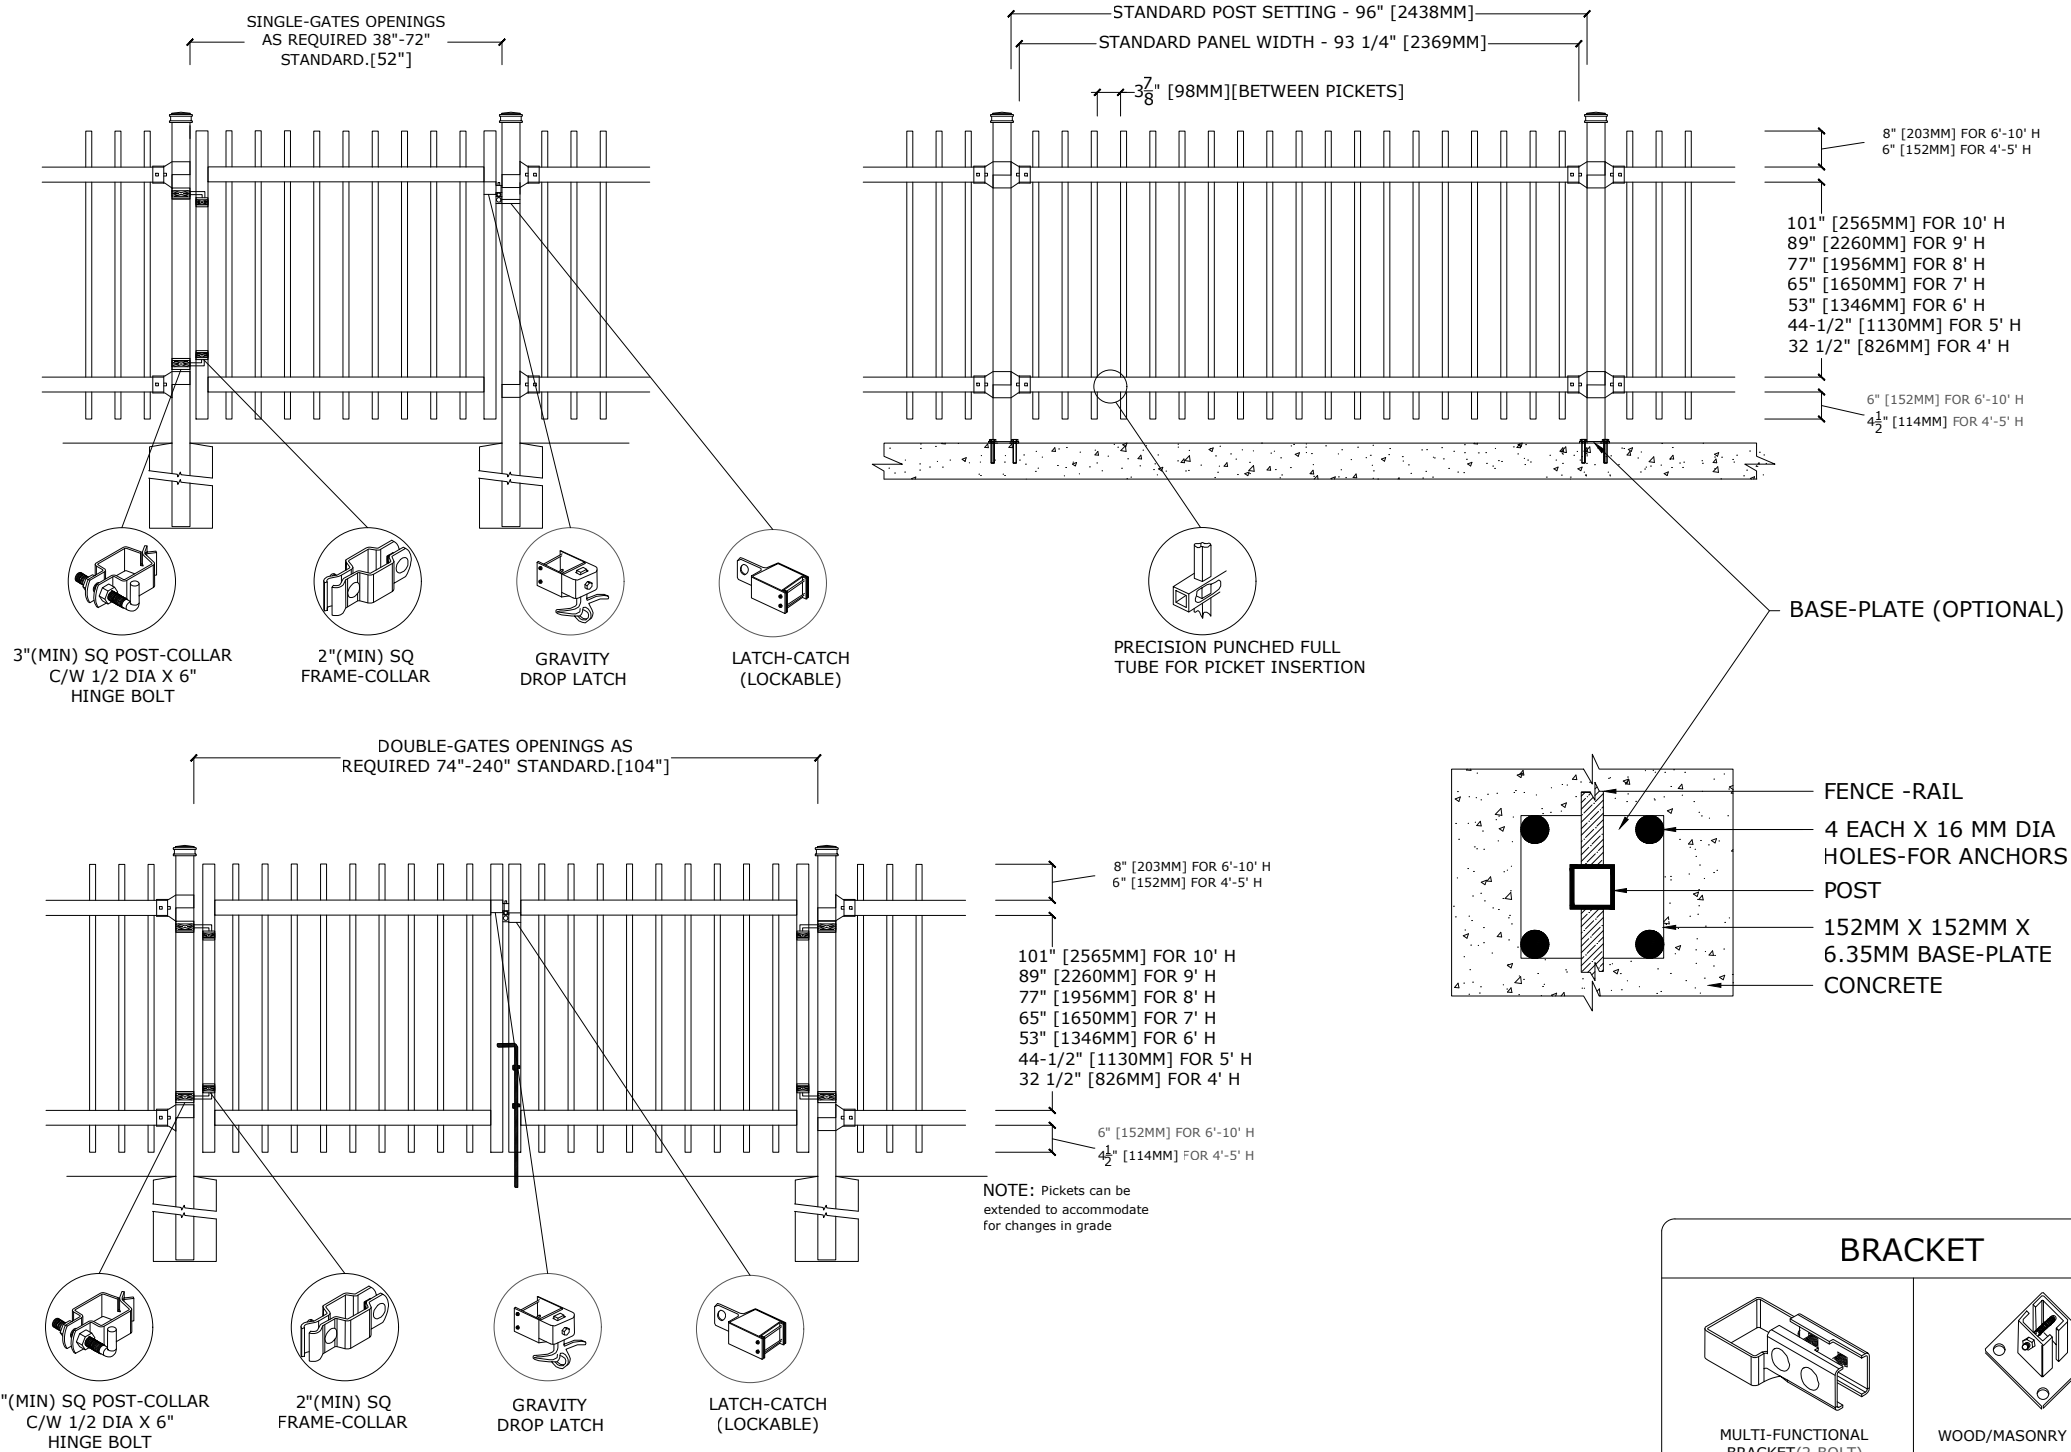 SINGLE-GATES OPENINGS
AS REQUIRED 38"-72"
STANDARD.[52"]
STANDARD POST SETTING - 96" [2438MM]
STANDARD PANEL WIDTH - 93 1/4" [2369MM]
3 7/8" [98MM][BETWEEN PICKETS]
8" [203MM] FOR 6'-10' H
6" [152MM] FOR 4'-5' H
101" [2565MM] FOR 10' H
89" [2260MM] FOR 9' H
77" [1956MM] FOR 8' H
65" [1650MM] FOR 7' H
53" [1346MM] FOR 6' H
44-1/2" [1130MM] FOR 5' H
32 1/2" [826MM] FOR 4' H
6" [152MM] FOR 6'-10' H
4 1/2" [114MM] FOR 4'-5' H
3"(MIN) SQ POST-COLLAR
C/W 1/2 DIA X 6"
HINGE BOLT
2"(MIN) SQ
FRAME-COLLAR
GRAVITY
DROP LATCH
LATCH-CATCH
(LOCKABLE)
PRECISION PUNCHED FULL
TUBE FOR PICKET INSERTION
BASE-PLATE (OPTIONAL)
FENCE -RAIL
4 EACH X 16 MM DIA
HOLES-FOR ANCHORS
POST
152MM X 152MM X
6.35MM BASE-PLATE
CONCRETE
DOUBLE-GATES OPENINGS AS
REQUIRED 74"-240" STANDARD.[104"]
8" [203MM] FOR 6'-10' H
6" [152MM] FOR 4'-5' H
101" [2565MM] FOR 10' H
89" [2260MM] FOR 9' H
77" [1956MM] FOR 8' H
65" [1650MM] FOR 7' H
53" [1346MM] FOR 6' H
44-1/2" [1130MM] FOR 5' H
32 1/2" [826MM] FOR 4' H
6" [152MM] FOR 6'-10' H
4 1/2" [114MM] FOR 4'-5' H
NOTE: Pickets can be
extended to accommodate
for changes in grade
"(MIN) SQ POST-COLLAR
C/W 1/2 DIA X 6"
HINGE BOLT
2"(MIN) SQ
FRAME-COLLAR
GRAVITY
DROP LATCH
LATCH-CATCH
(LOCKABLE)
BRACKET
MULTI-FUNCTIONAL
BRACKET(2-BOLT)
WOOD/MASONRY